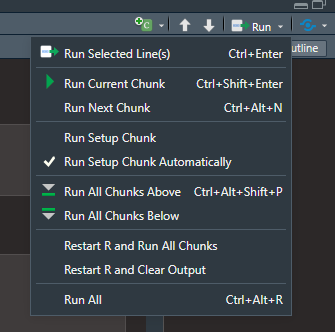 Run
utline
Run Selected Line(s) Ctrl+Enter
Run Current Chunk Ctrl+Shift+Enter
Run Next Chunk Ctrl+Alt+N
Run Setup Chunk
Run Setup Chunk Automatically
Run All Chunks Above Ctrl+Alt+Shift+P
Run All Chunks Below
Restart R and Run All Chunks
Restart R and Clear Output
Run All Ctrl+Alt+R